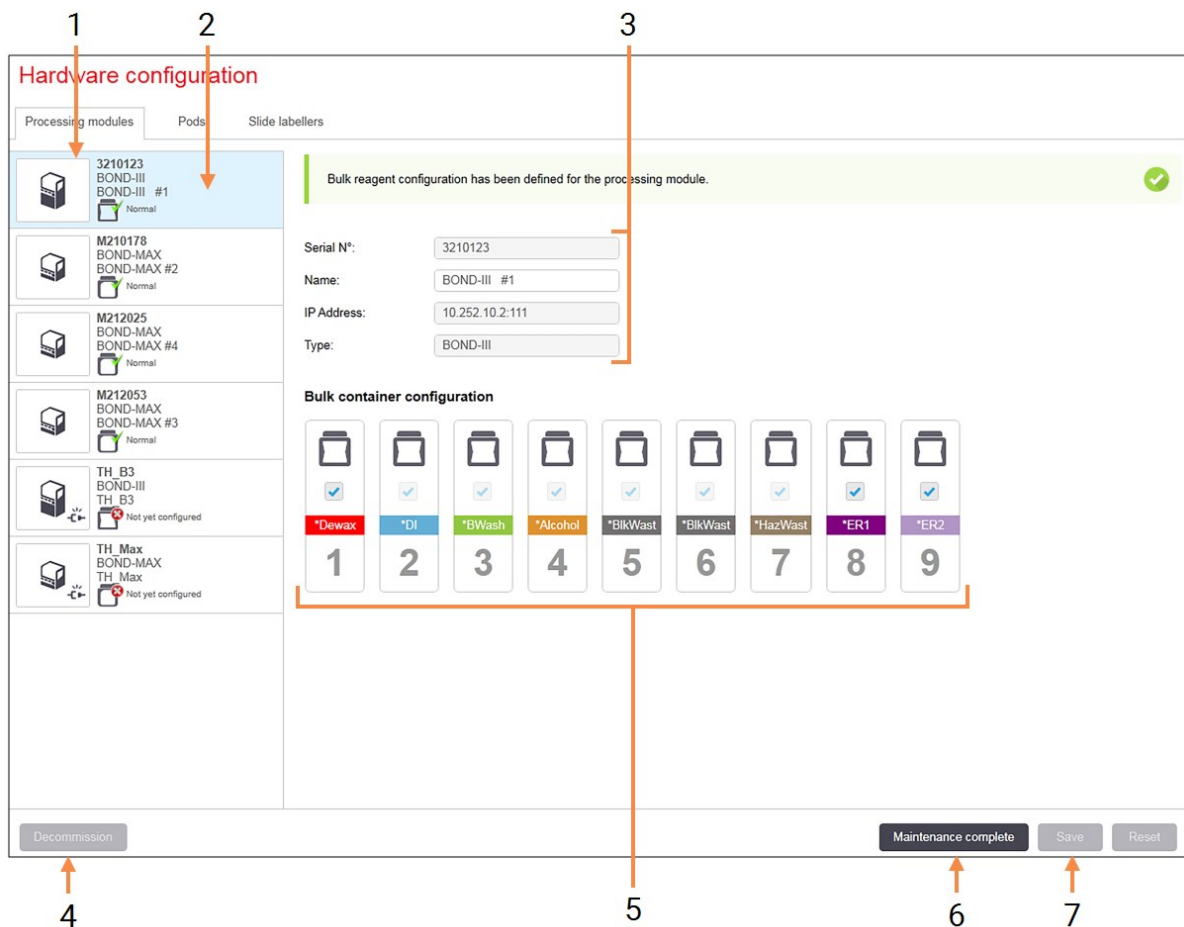 1 2 3
Hardware configuration
Processing modules Pods Slide labellers
3210123
BOND-III
BOND-III #1
Normal
M210178
BOND-MAX
BOND-MAX #2
Normal
M212025
BOND-MAX
BOND-MAX #4
Normal
M212053
BOND-MAX
BOND-MAX #3
Normal
TH_B3
BOND-III
TH_B3
Not yet configured
TH_Max
BOND-MAX
TH_Max
Not yet configured
Bulk reagent configuration has been defined for the processing module.
Serial N°: 3210123
Name: BOND-III #1
IP Address: 10.252.10.2:111
Type: BOND-III
Bulk container configuration
*Dewax *DI *BWash *Alcohol *BlkWast *BlkWast *HazWast *ER1 *ER2
1 2 3 4 5 6 7 8 9
Decommission Maintenance complete Save Reset
4 5 6 7